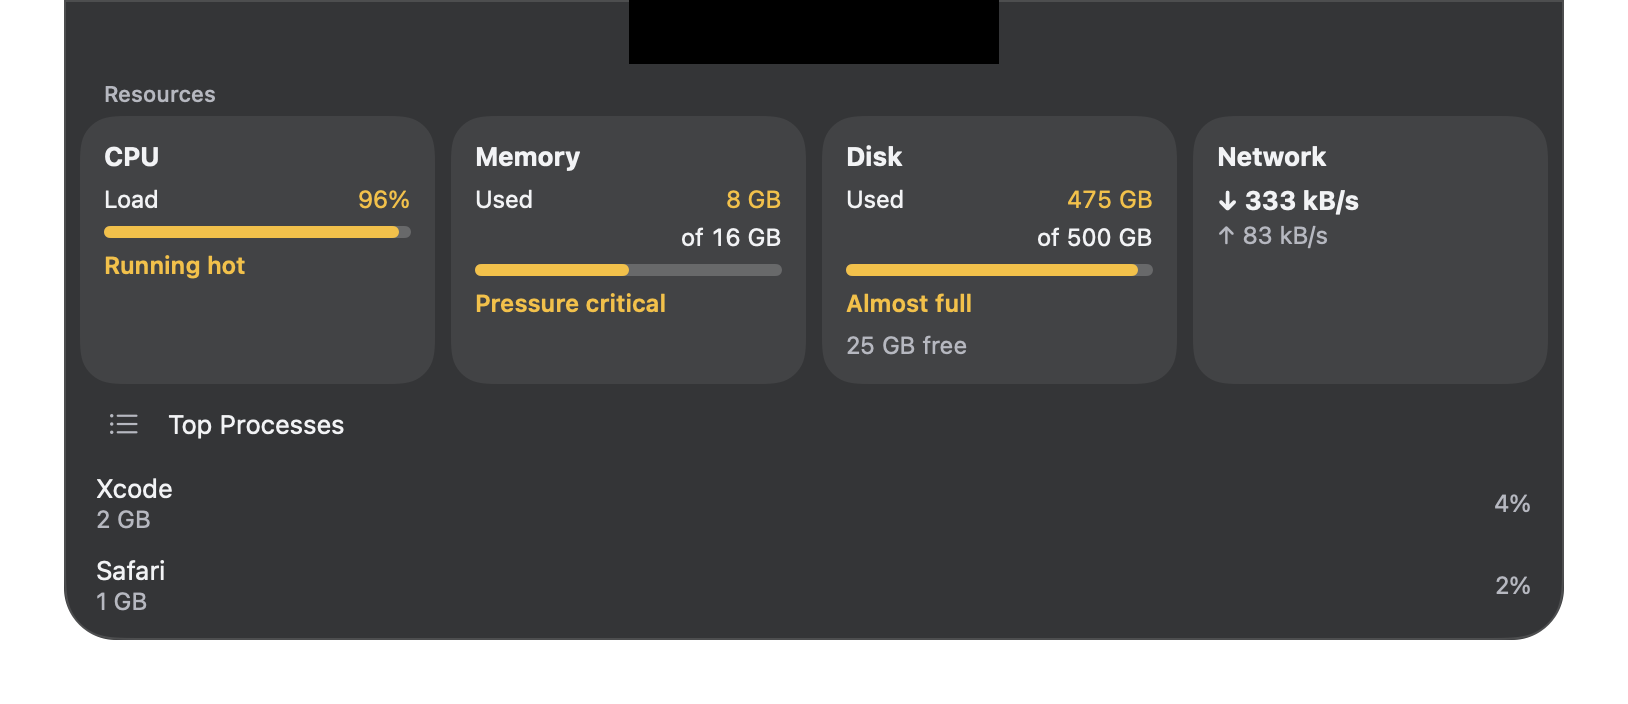 Resources
CPU
Load 96%
Running hot
Memory
Used 8 GB
of 16 GB
Pressure critical
Disk
Used 475 GB
of 500 GB
Almost full
25 GB free
Network
↓ 333 kB/s
↑ 83 kB/s
Top Processes
Xcode
2 GB
4%
Safari
1 GB
2%